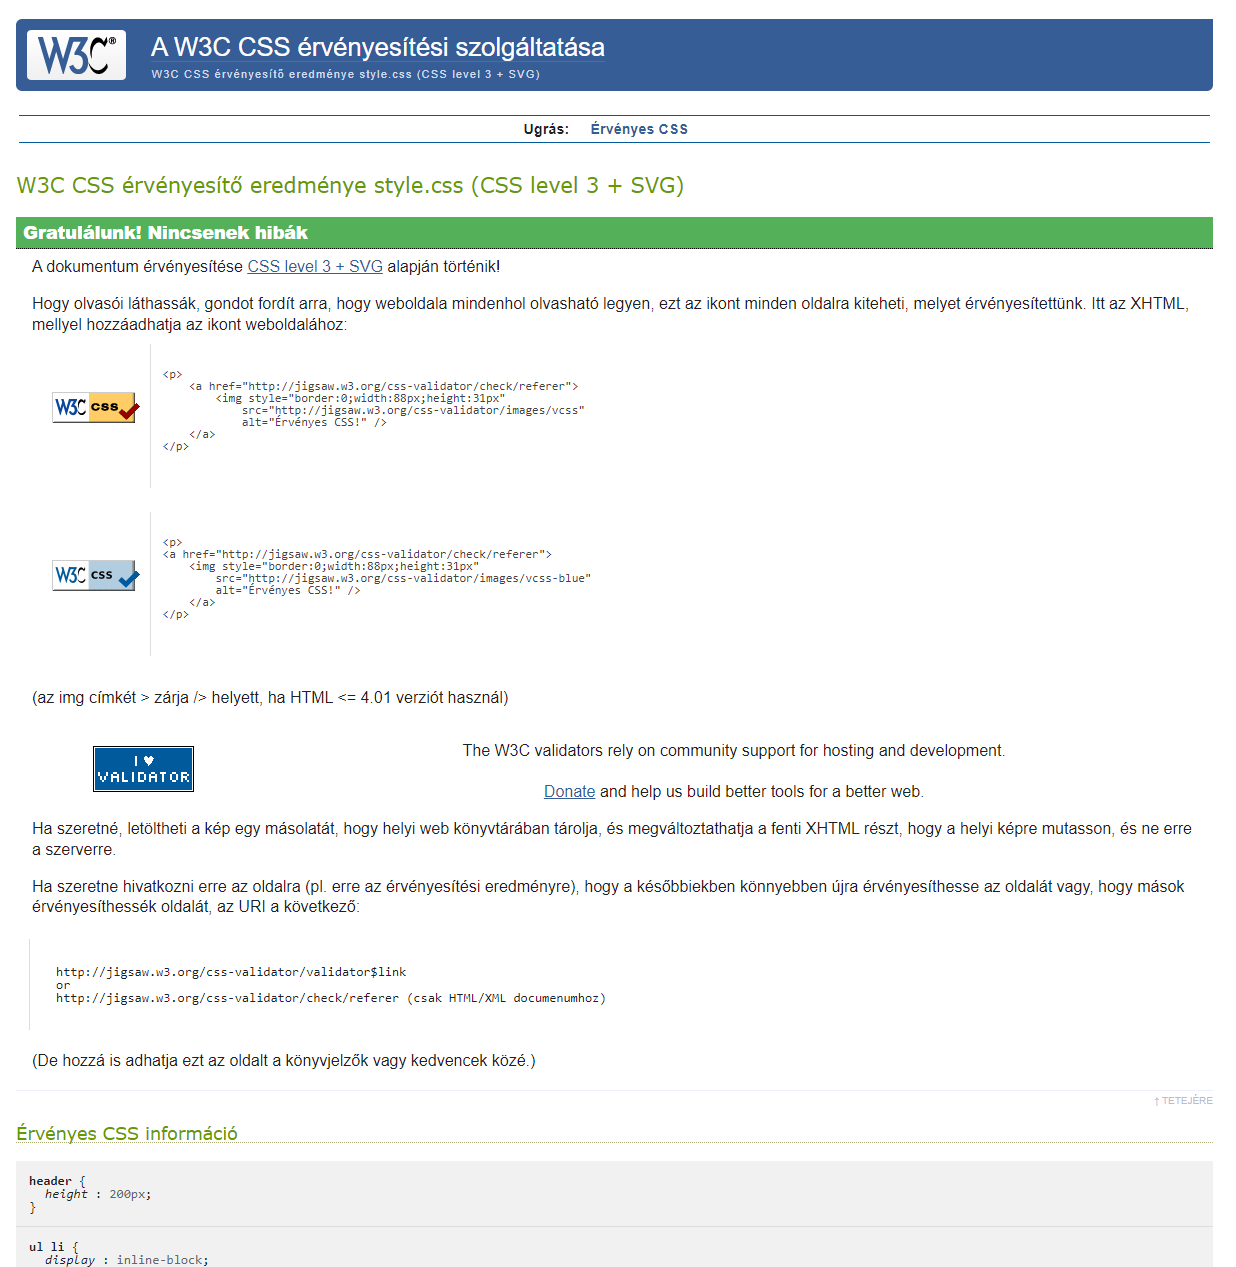 W3C®
A W3C CSS érvényesítési szolgáltatása
W3C CSS érvényesítő eredménye style.css (CSS level 3 + SVG)
Ugrás: Érvényes CSS
W3C CSS érvényesítő eredménye style.css (CSS level 3 + SVG)
Gratulálunk! Nincsenek hibák
A dokumentum érvényesítése CSS level 3 + SVG alapján történik!
Hogy olvasói láthassák, gondot fordít arra, hogy weboldala mindenhol olvasható legyen, ezt az ikont minden oldalra kiteheti, melyet érvényesítettünk. Itt az XHTML,
mellyel hozzáadhatja az ikont weboldalához:
W3C css
<p>
<a href="http://jigsaw.w3.org/css-validator/check/referer">
<img style="border:0;width:88px;height:31px"
src="http://jigsaw.w3.org/css-validator/images/vcss"
alt="Érvényes CSS!" />
</a>
</p>
W3C css
<p>
<a href="http://jigsaw.w3.org/css-validator/check/referer">
<img style="border:0;width:88px;height:31px"
src="http://jigsaw.w3.org/css-validator/images/vcss-blue"
alt="Érvényes CSS!" />
</a>
</p>
(az img címkét > zárja /> helyett, ha HTML <= 4.01 verziót használ)
I ♥
VALIDATOR
The W3C validators rely on community support for hosting and development.
Donate and help us build better tools for a better web.
Ha szeretné, letöltheti a kép egy másolatát, hogy helyi web könyvtárában tárolja, és megváltoztathatja a fenti XHTML részt, hogy a helyi képre mutasson, és ne erre
a szerverre.
Ha szeretne hivatkozni erre az oldalra (pl. erre az érvényesítési eredményre), hogy a későbbiekben könnyebben újra érvényesíthesse az oldalát vagy, hogy mások
érvényesíthessék oldalát, az URI a következő:
http://jigsaw.w3.org/css-validator/validator$link
or
http://jigsaw.w3.org/css-validator/check/referer (csak HTML/XML documenumhoz)
(De hozzá is adhatja ezt az oldalt a könyvjelzők vagy kedvencek közé.)
↑ TETEJÉRE
Érvényes CSS információ
header {
height : 200px;
}
ul li {
display : inline-block;